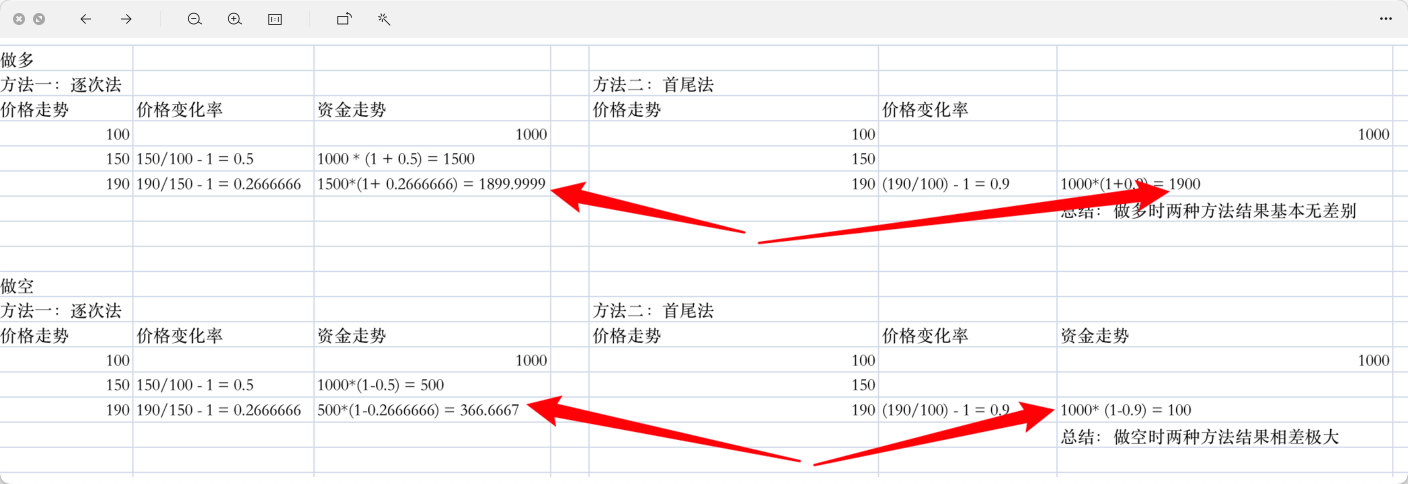 做多
方法一：逐次法 方法二：首尾法
价格走势 价格变化率 资金走势 价格走势 价格变化率
100 1000 100 1000
150 150/100 - 1 = 0.5 1000 * (1 + 0.5) = 1500 150
190 190/150 - 1 = 0.2666666 1500*(1+ 0.2666666) = 1899.9999 190 (190/100) - 1 = 0.9 1000*(1+0.9) = 1900
总结：做多时两种方法结果基本无差别
做空
方法一：逐次法 方法二：首尾法
价格走势 价格变化率 资金走势 价格走势 价格变化率 资金走势
100 1000 100 1000
150 150/100 - 1 = 0.5 1000*(1-0.5) = 500 150
190 190/150 - 1 = 0.2666666 500*(1-0.2666666) = 366.6667 190 (190/100) - 1 = 0.9 1000* (1-0.9) = 100
总结：做空时两种方法结果相差极大